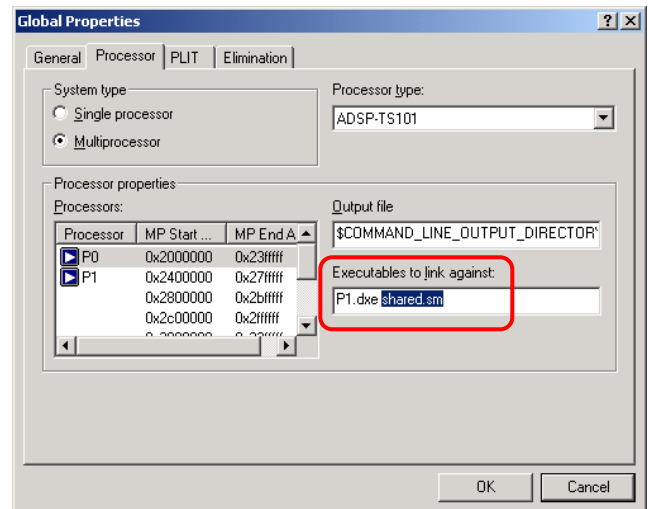 Global Properties
General Processor PLIT Elimination
System type
Single processor
Multiprocessor
Processor type:
ADSP-TS101
Processor properties
Processors:
Processor MP Start ... MP End A
P0 0x2000000 0x23fffff
P1 0x2400000 0x27fffff
0x2800000 0x2bfffff
0x2c00000 0x2ffffff
Output file
$COMMAND_LINE_OUTPUT_DIRECTORY
Executables to link against:
P1.dxe shared.sm
OK Cancel